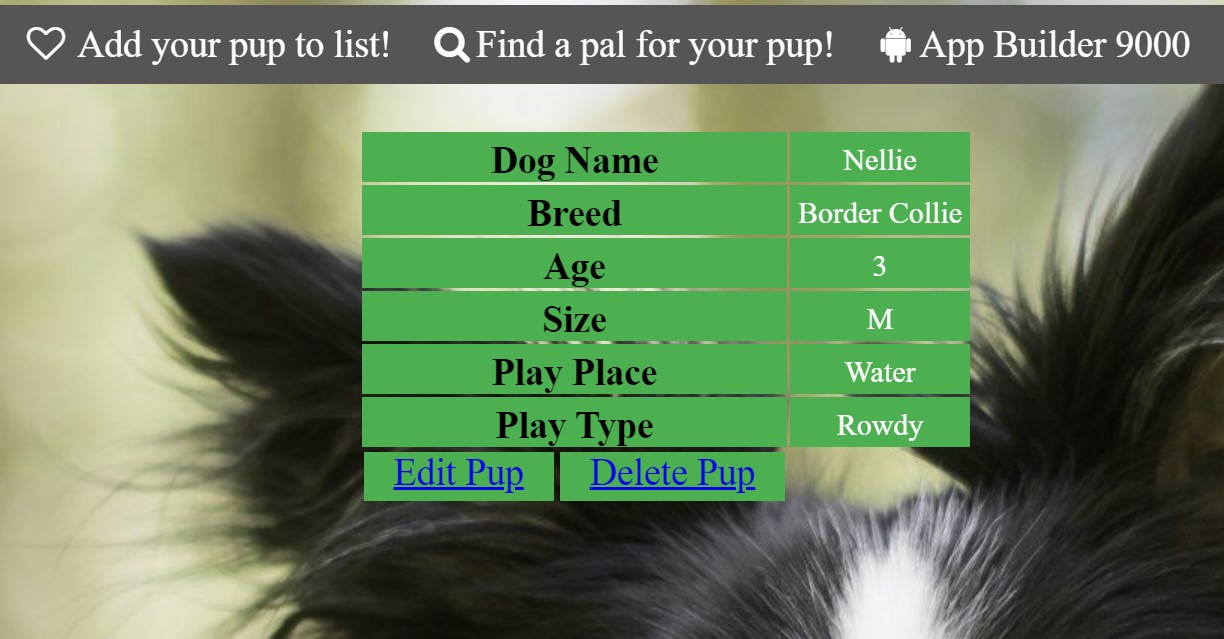 Add your pup to list! Find a pal for your pup! App Builder 9000
Dog Name Nellie
Breed Border Collie
Age 3
Size M
Play Place Water
Play Type Rowdy
Edit Pup Delete Pup